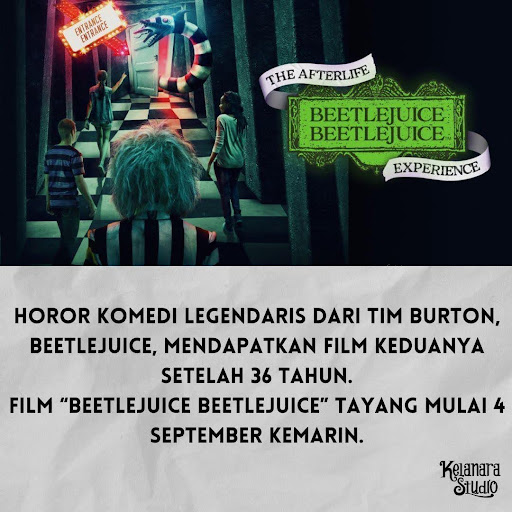 ENTRANCE
ENTRANCE
THE AFTERLIFE
BEETLEJUICE
BEETLEJUICE
EXPERIENCE
HOROR KOMEDI LEGENDARIS DARI TIM BURTON,
BEETLEJUICE, MENDAPATKAN FILM KEDUANYA
SETELAH 36 TAHUN.
FILM “BEETLEJUICE BEETLEJUICE” TAYANG MULAI 4
SEPTEMBER KEMARIN.
Kelanara
Studio